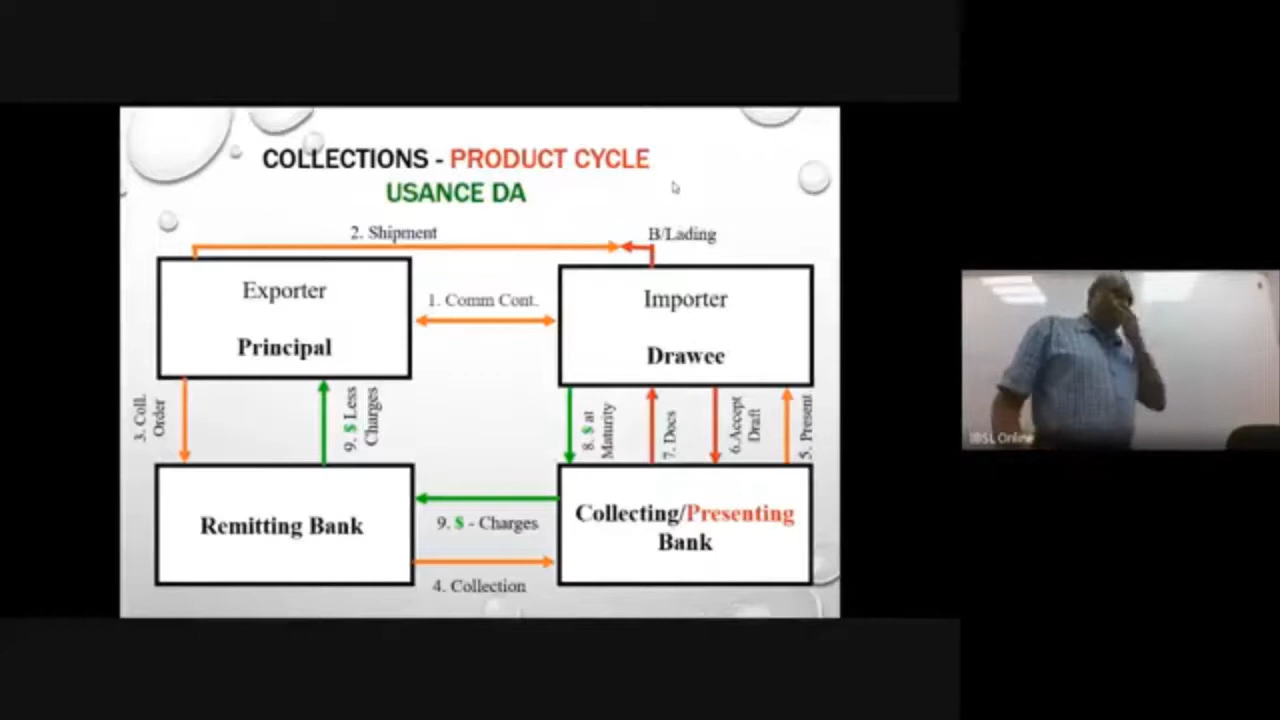 COLLECTIONS - PRODUCT CYCLE
USANCE DA
2. Shipment
B/Lading
Exporter
Principal
1. Comm Cont.
Importer
Drawee
3. Coll.
Order
9. $ Less
Charges
8. $ at
Maturity
7. Docs
6.Accept
Draft
5. Present
Remitting Bank
9. $ - Charges
4. Collection
Collecting/Presenting
Bank
IBSL Online